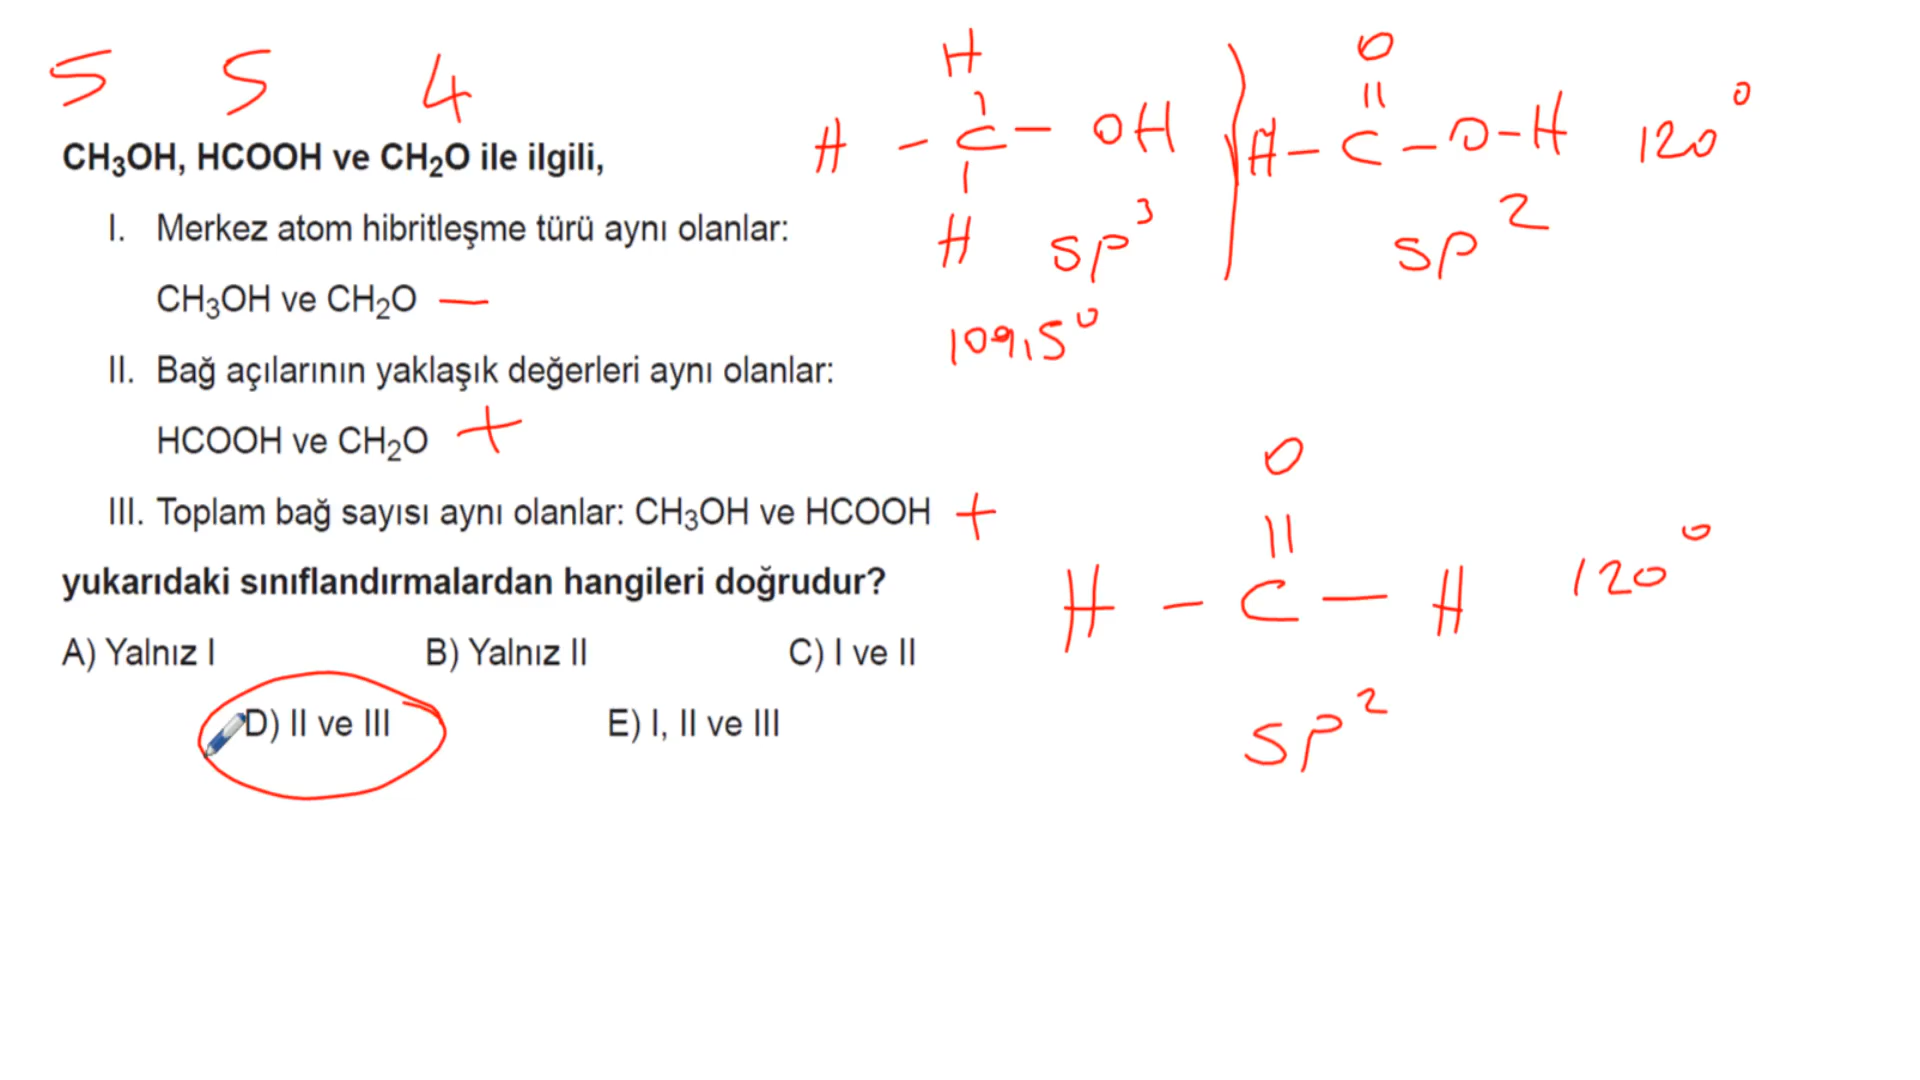 5 5 4
CH₃OH, HCOOH ve CH₂O ile ilgili,
I. Merkez atom hibritleşme türü aynı olanlar:
CH₃OH ve CH₂O −
II. Bağ açılarının yaklaşık değerleri aynı olanlar:
HCOOH ve CH₂O +
III. Toplam bağ sayısı aynı olanlar: CH₃OH ve HCOOH +
yukarıdaki sınıflandırmalardan hangileri doğrudur?
A) Yalnız I B) Yalnız II C) I ve II
D) II ve III E) I, II ve III
H
H - C - OH
H
sp³
109,5°
O
||
H - C - O - H 120°
sp²
O
||
H - C - H 120°
sp²